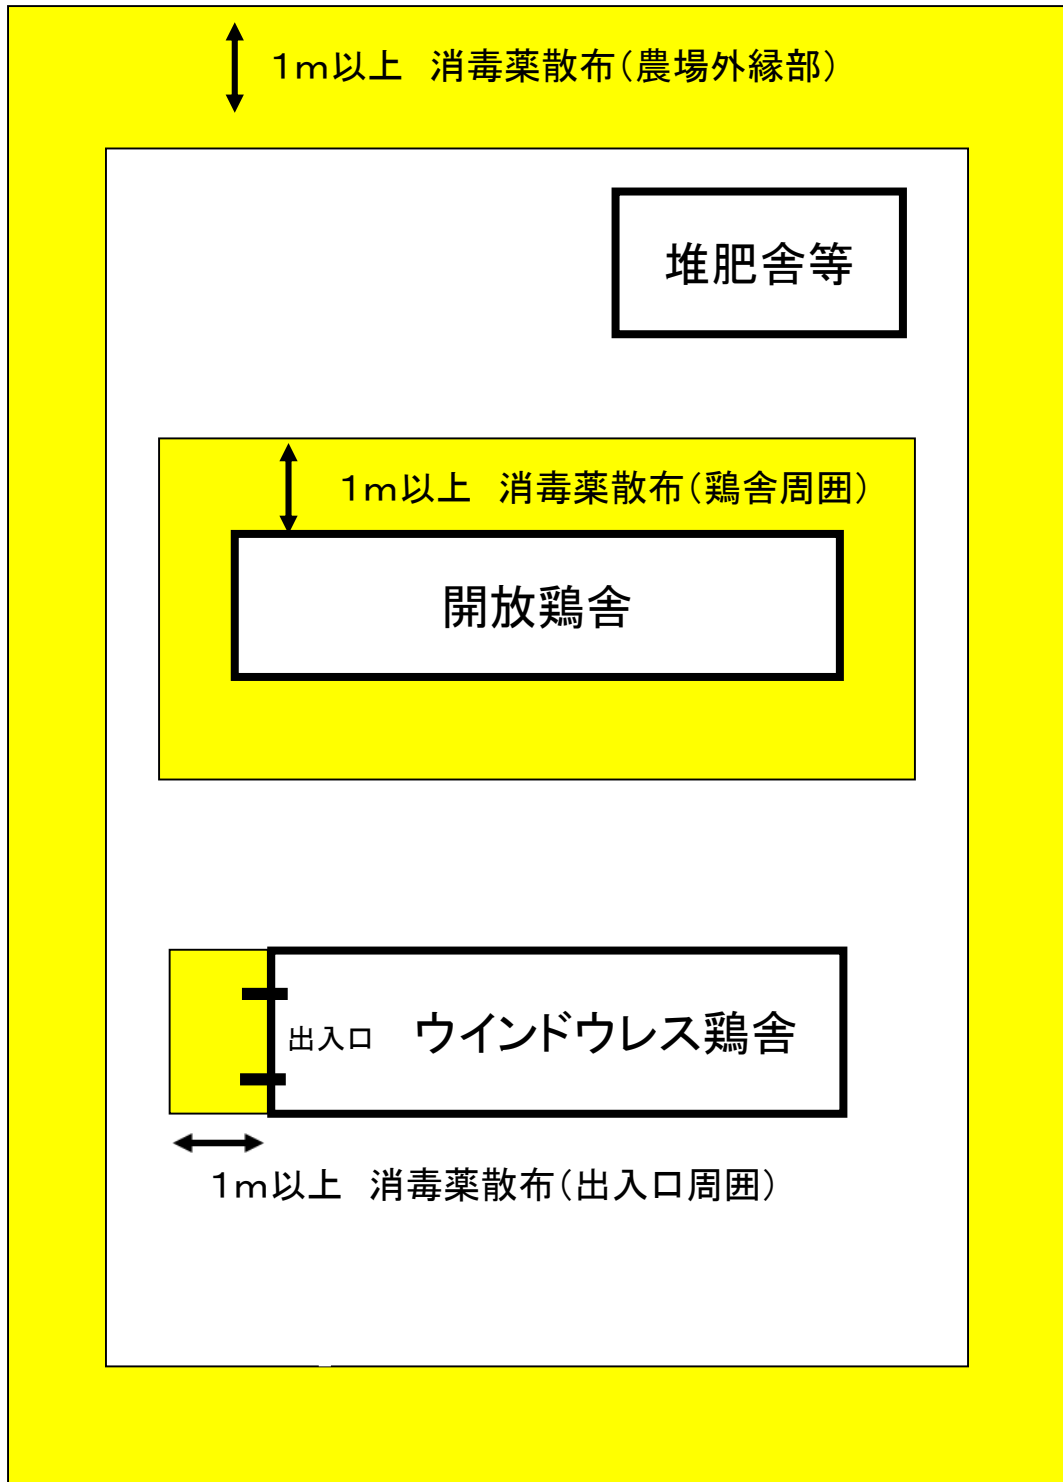 1m以上　消毒薬散布(農場外縁部)
堆肥舎等
1m以上　消毒薬散布(鶏舎周囲)
開放鶏舎
出入口　ウインドウレス鶏舎
1m以上　消毒薬散布(出入口周囲)